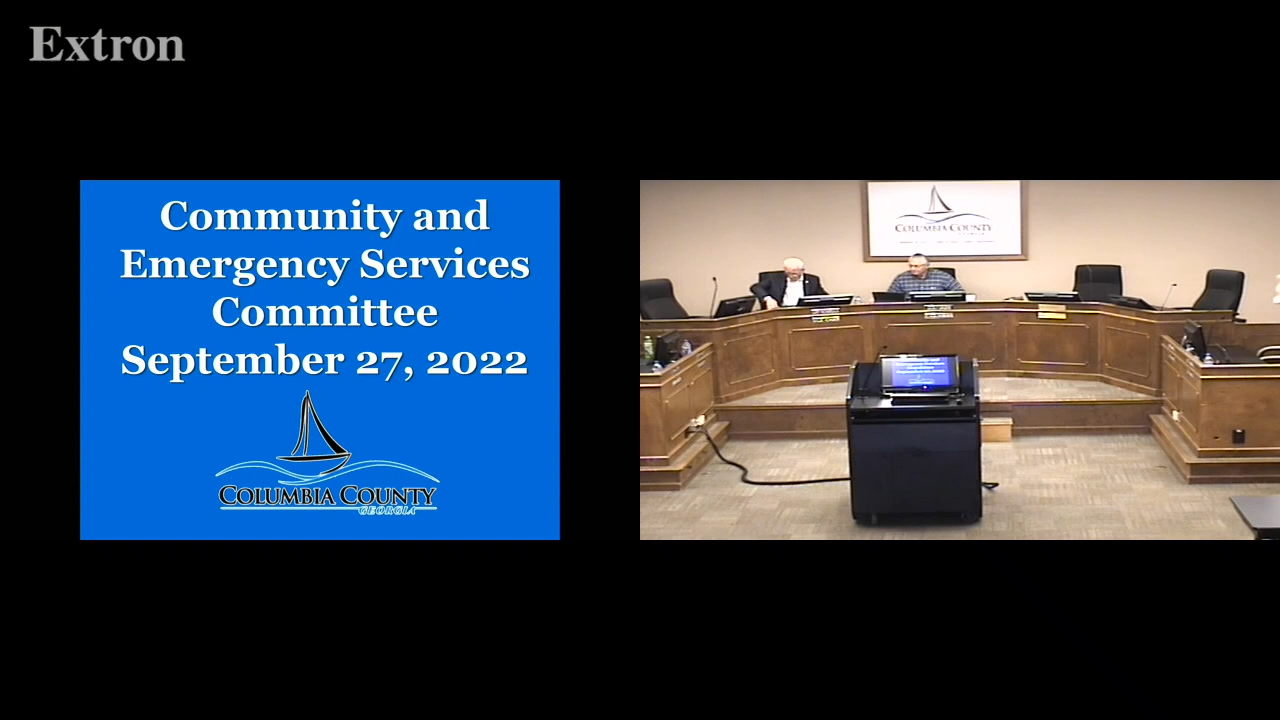 Extron
Community and
Emergency Services
Committee
September 27, 2022
COLUMBIA COUNTY
GEORGIA
COLUMBIA COUNTY